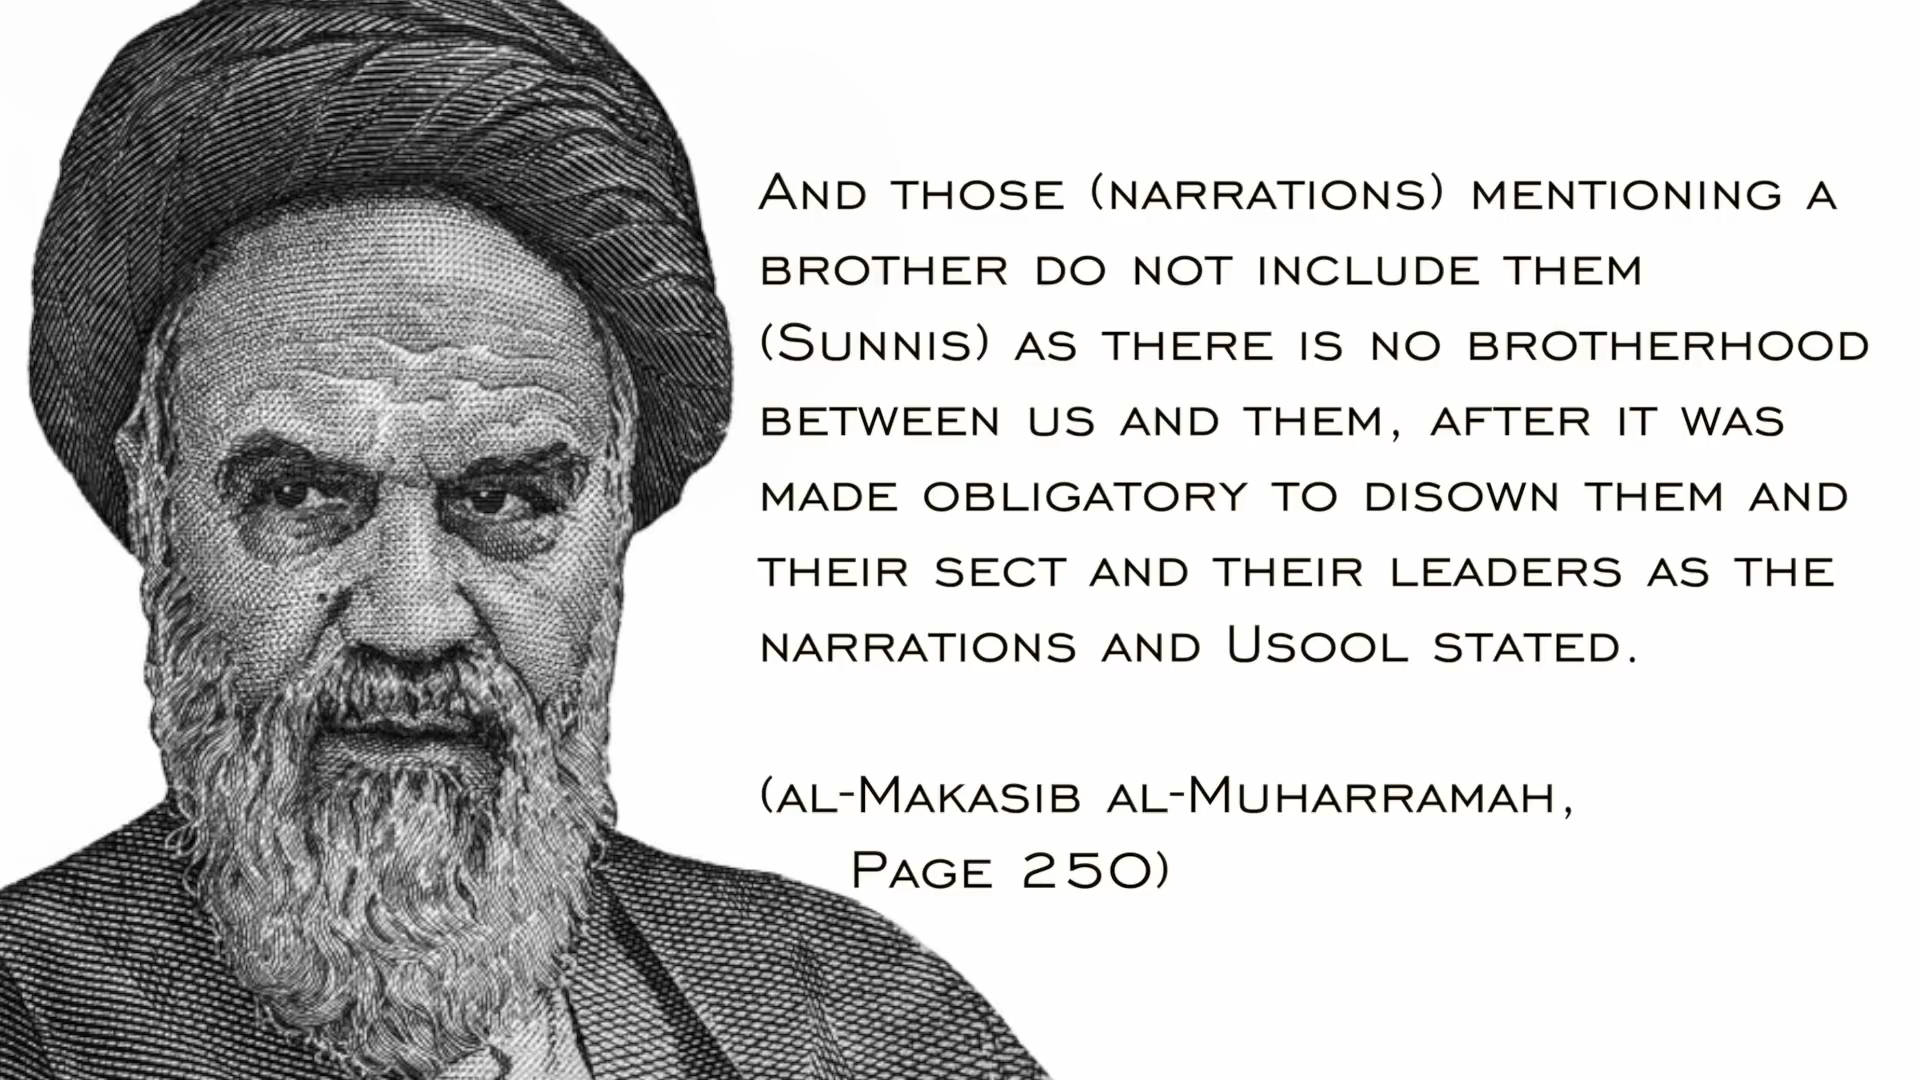 And those (narrations) mentioning a
brother do not include them
(Sunnis) as there is no brotherhood
between us and them, after it was
made obligatory to disown them and
their sect and their leaders as the
narrations and Usool stated.
(al-Makasib al-Muharramah,
Page 250)